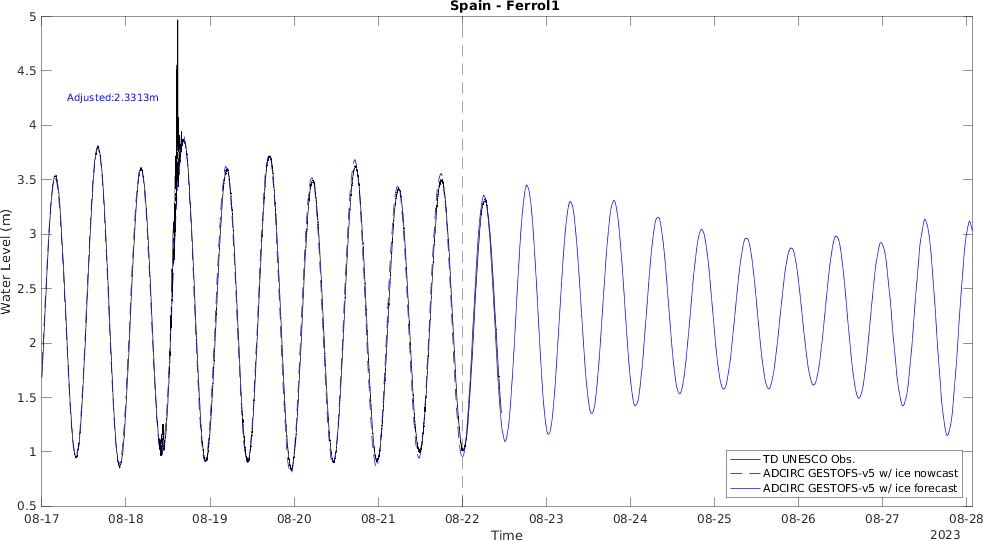 Spain - Ferrol1
5
4.5
4
3.5
3
2.5
2
1.5
1
0.5
Water Level (m)
Adjusted:2.3313m
TD UNESCO Obs.
ADCIRC GESTOFS-v5 w/ ice nowcast
ADCIRC GESTOFS-v5 w/ ice forecast
08-17 08-18 08-19 08-20 08-21 08-22 08-23 08-24 08-25 08-26 08-27 08-28
Time
2023